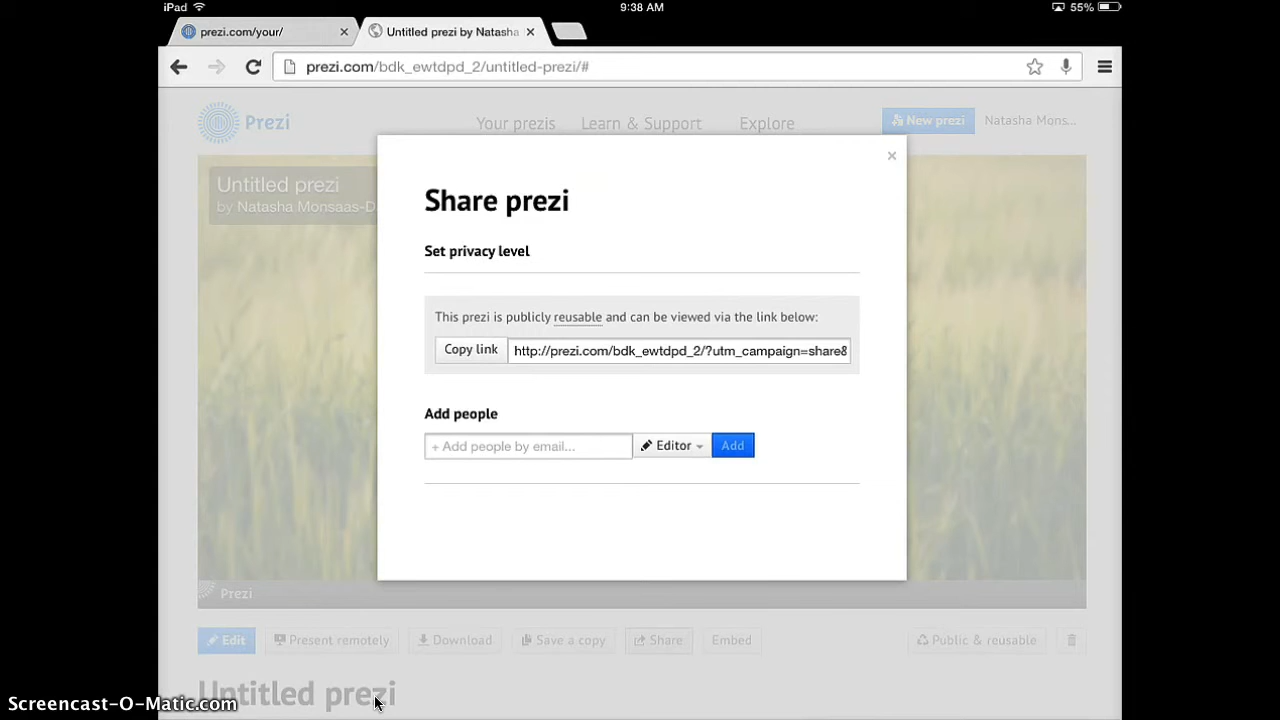 iPad 9:38 AM 55%
prezi.com/your/ × Untitled prezi by Natasha ×
prezi.com/bdk_ewtdpd_2/untitled-prezi/#
Prezi Your prezis Learn & Support Explore New prezi Natasha Mons...
Untitled prezi
by Natasha Monsaas-D
×
Share prezi
Set privacy level
This prezi is publicly reusable and can be viewed via the link below:
Copy link http://prezi.com/bdk_ewtdpd_2/?utm_campaign=share&
Add people
+ Add people by email... Editor Add
Prezi
Edit Present remotely Download Save a copy Share Embed Public & reusable
Untitled prezi
Screencast-O-Matic.com